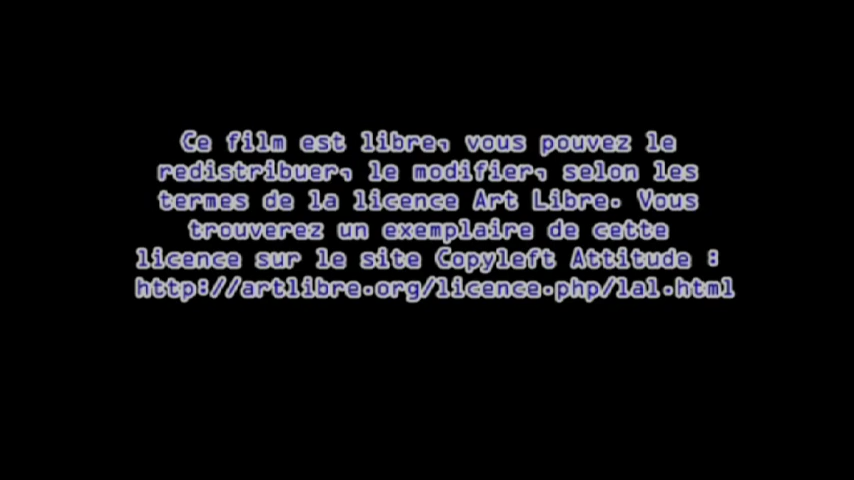 Ce film est libre, vous pouvez le
redistribuer, le modifier, selon les
termes de la licence Art Libre. Vous
trouverez un exemplaire de cette
licence sur le site Copyleft Attitude :
http://artlibre.org/licence.php/lal.html